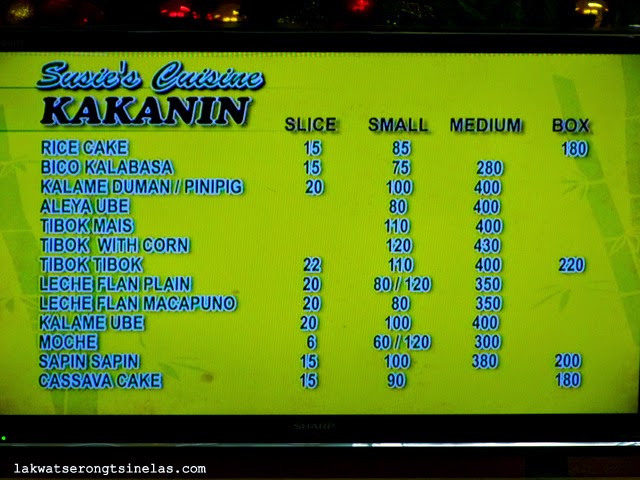 Susie's Cuisine
KAKANIN SLICE SMALL MEDIUM BOX
RICE CAKE 15 85 180
BICO KALABASA 15 75 280
KALAME DUMAN / PINIPIG 20 100 400
ALEYA UBE 80 400
TIBOK MAIS 110 400
TIBOK WITH CORN 120 430
TIBOK TIBOK 22 110 400 220
LECHE FLAN PLAIN 20 80 / 120 350
LECHE FLAN MACAPUNO 20 80 350
KALAME UBE 20 100 400
MOCHE 6 60 / 120 300
SAPIN SAPIN 15 100 380 200
CASSAVA CAKE 15 90 180
SHARP
lakwatserongtsinelas.com